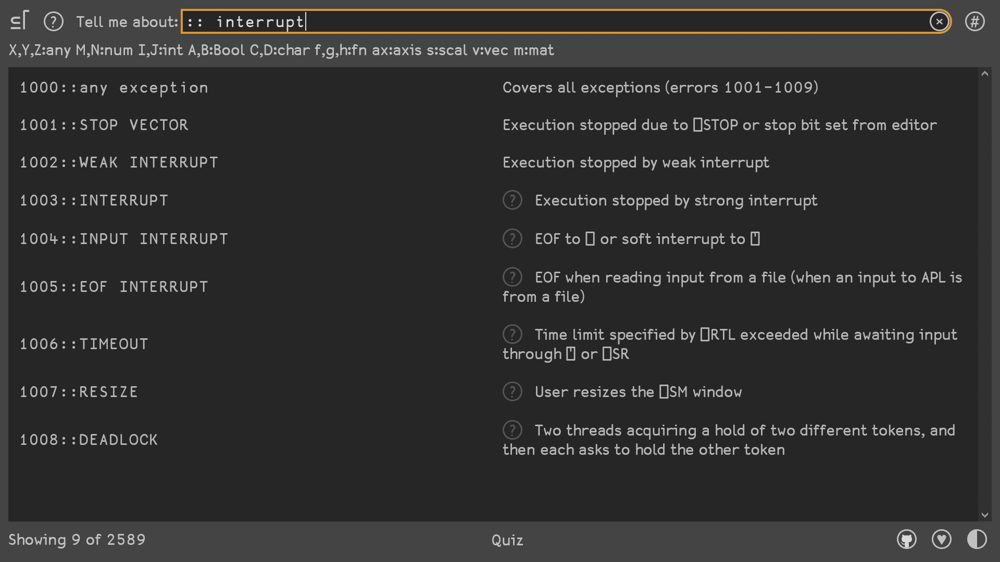 Tell me about: :: interrupt
X,Y,Z:any M,N:num I,J:int A,B:Bool C,D:char f,g,h:fn ax:axis s:scal v:vec m:mat
1000::any exception Covers all exceptions (errors 1001–1009)
1001::STOP VECTOR Execution stopped due to ⎕STOP or stop bit set from editor
1002::WEAK INTERRUPT Execution stopped by weak interrupt
1003::INTERRUPT ? Execution stopped by strong interrupt
1004::INPUT INTERRUPT ? EOF to ⎕ or soft interrupt to ⍞
1005::EOF INTERRUPT ? EOF when reading input from a file (when an input to APL is
from a file)
1006::TIMEOUT ? Time limit specified by ⎕RTL exceeded while awaiting input
through ⍞ or ⎕SR
1007::RESIZE ? User resizes the ⎕SM window
1008::DEADLOCK ? Two threads acquiring a hold of two different tokens, and
then each asks to hold the other token
Showing 9 of 2589 Quiz